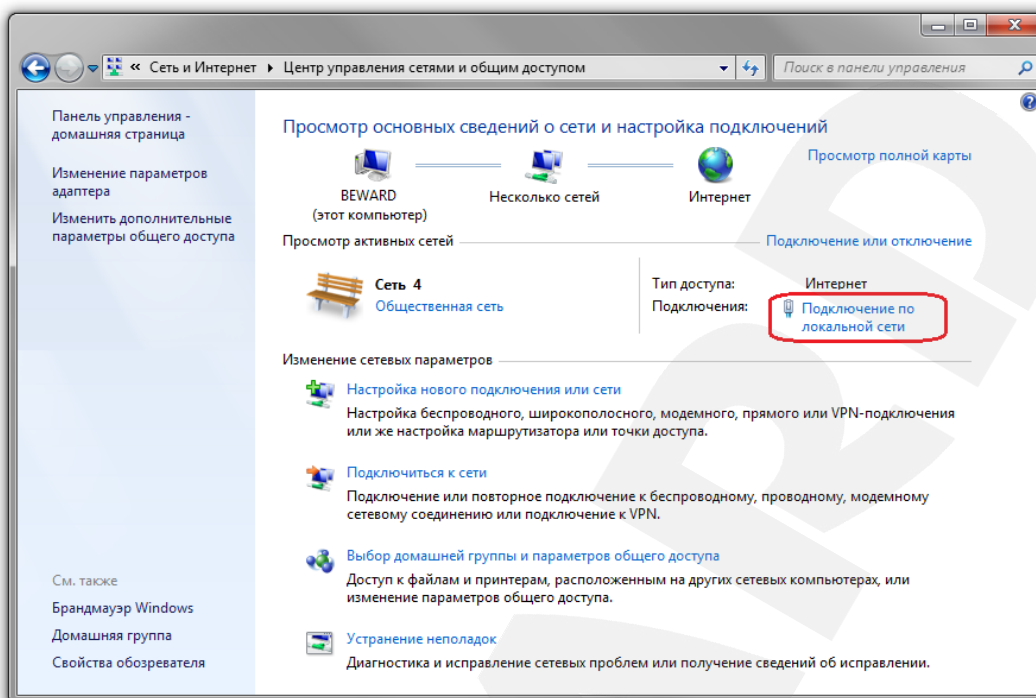 « Сеть и Интернет ▸ Центр управления сетями и общим доступом
Поиск в панели управления
Панель управления -
домашняя страница
Изменение параметров
адаптера
Изменить дополнительные
параметры общего доступа
См. также
Брандмауэр Windows
Домашняя группа
Свойства обозревателя
Просмотр основных сведений о сети и настройка подключений
Просмотр полной карты
BEWARD
(этот компьютер)
Несколько сетей
Интернет
Просмотр активных сетей
Подключение или отключение
Сеть 4
Общественная сеть
Тип доступа: Интернет
Подключения: Подключение по
локальной сети
Изменение сетевых параметров
Настройка нового подключения или сети
Настройка беспроводного, широкополосного, модемного, прямого или VPN-подключения
или же настройка маршрутизатора или точки доступа.
Подключиться к сети
Подключение или повторное подключение к беспроводному, проводному, модемному
сетевому соединению или подключение к VPN.
Выбор домашней группы и параметров общего доступа
Доступ к файлам и принтерам, расположенным на других сетевых компьютерах, или
изменение параметров общего доступа.
Устранение неполадок
Диагностика и исправление сетевых проблем или получение сведений об исправлении.